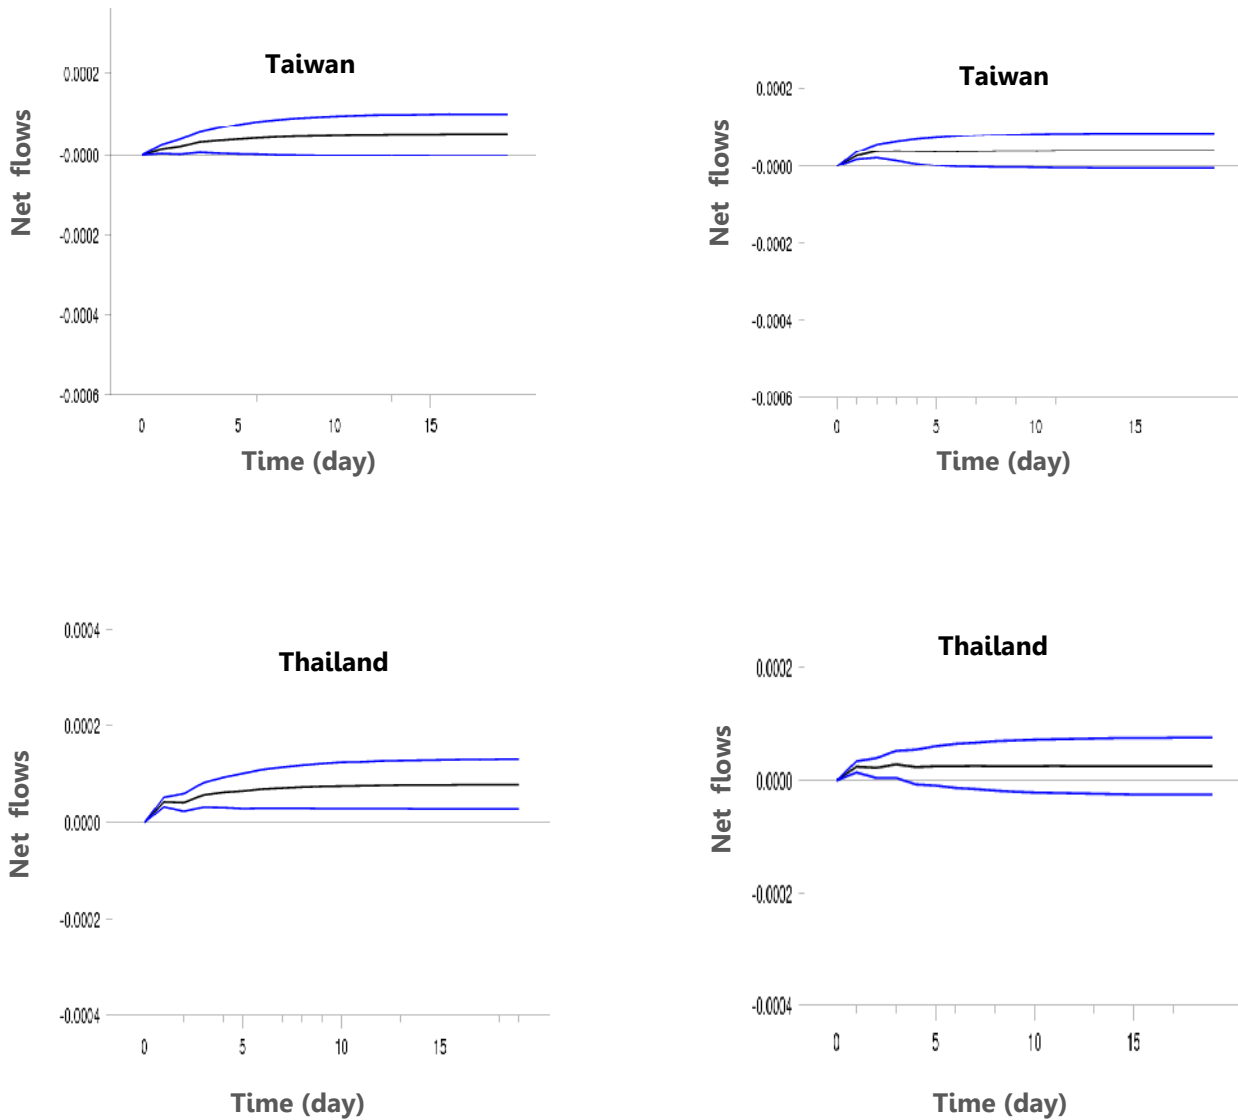 Taiwan
0.0002
-0.0000
-0.0002
-0.0004
-0.0006
Net flows
0 5 10 15
Time (day)
Taiwan
0.0002
-0.0000
-0.0002
-0.0004
-0.0006
Net flows
0 5 10 15
Time (day)
Thailand
0.0004
0.0002
0.0000
-0.0002
-0.0004
Net flows
0 5 10 15
Time (day)
Thailand
0.0002
0.0000
-0.0002
-0.0004
Net flows
0 5 10 15
Time (day)